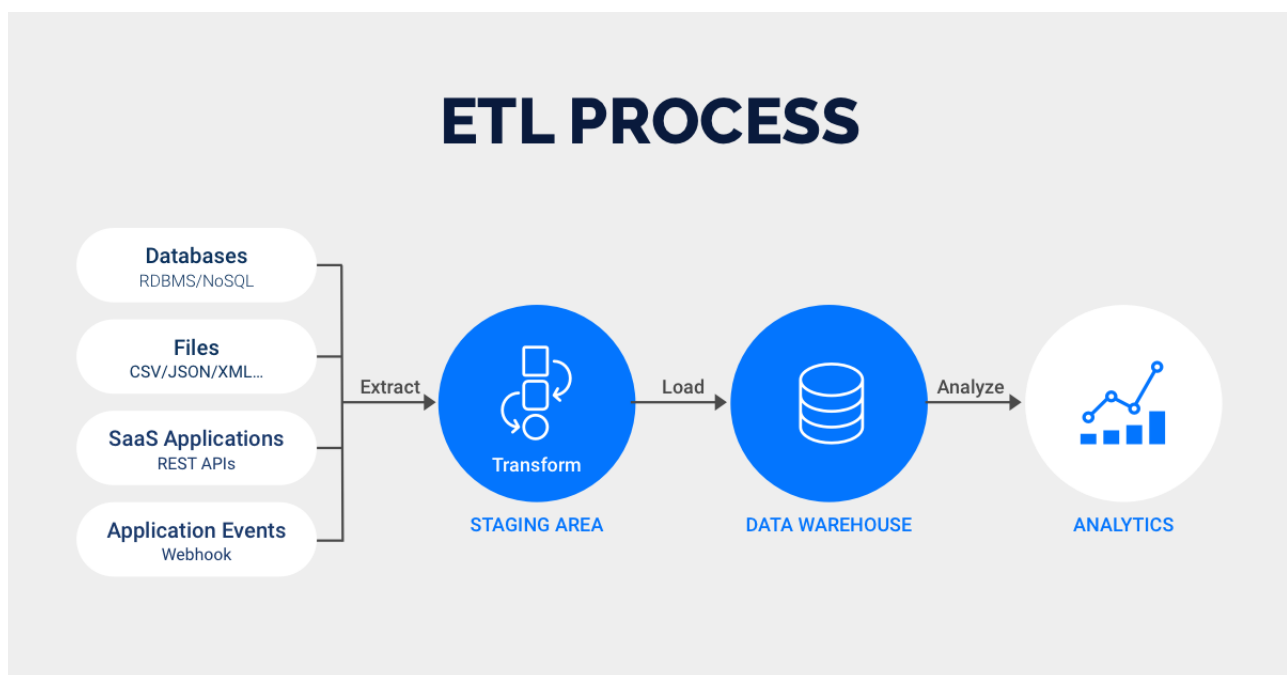 ETL PROCESS
Databases
RDBMS/NoSQL
Files
CSV/JSON/XML...
SaaS Applications
REST APIs
Application Events
Webhook
Extract
Transform
STAGING AREA
Load
DATA WAREHOUSE
Analyze
ANALYTICS